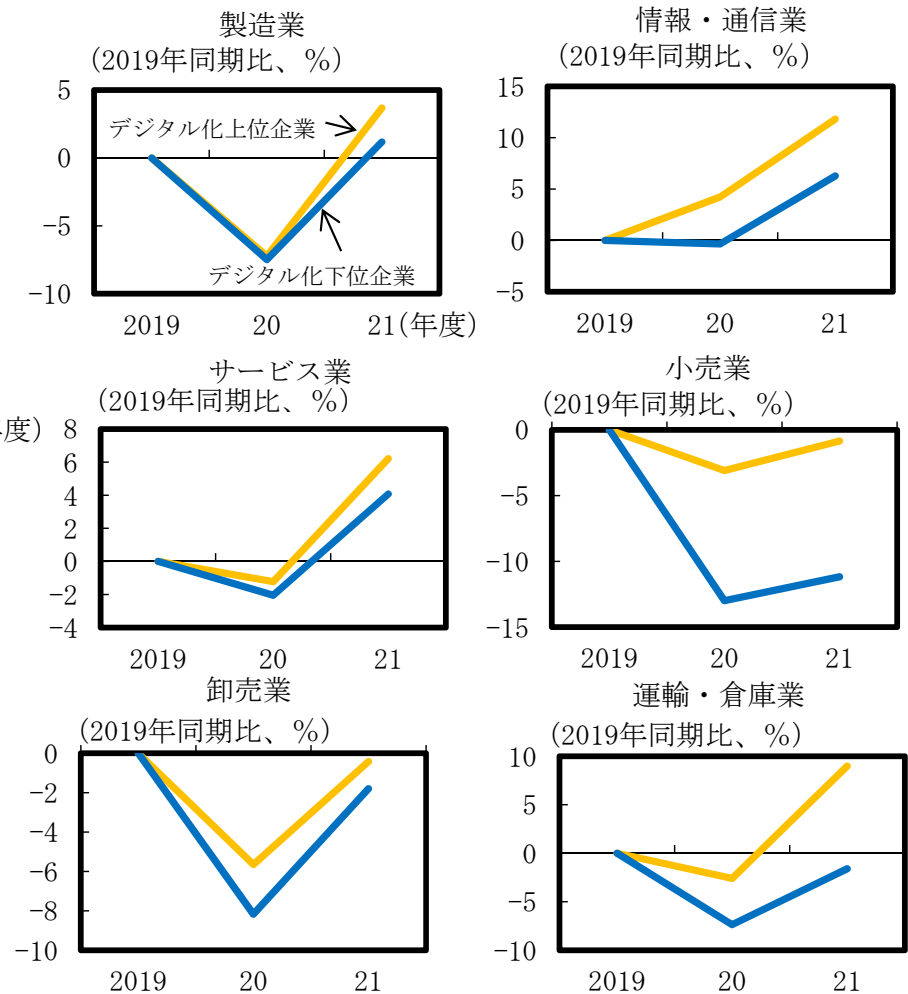 製造業
(2019年同期比、%)
5
0
-5
-10
デジタル化上位企業
デジタル化下位企業
2019 20 21(年度)
情報・通信業
(2019年同期比、%)
15
10
5
0
-5
2019 20 21
サービス業
(2019年同期比、%)
8
6
4
2
0
-2
-4
2019 20 21
度)
小売業
(2019年同期比、%)
0
-5
-10
-15
2019 20 21
卸売業
(2019年同期比、%)
0
-2
-4
-6
-8
-10
2019 20 21
運輸・倉庫業
(2019年同期比、%)
10
5
0
-5
-10
2019 20 21